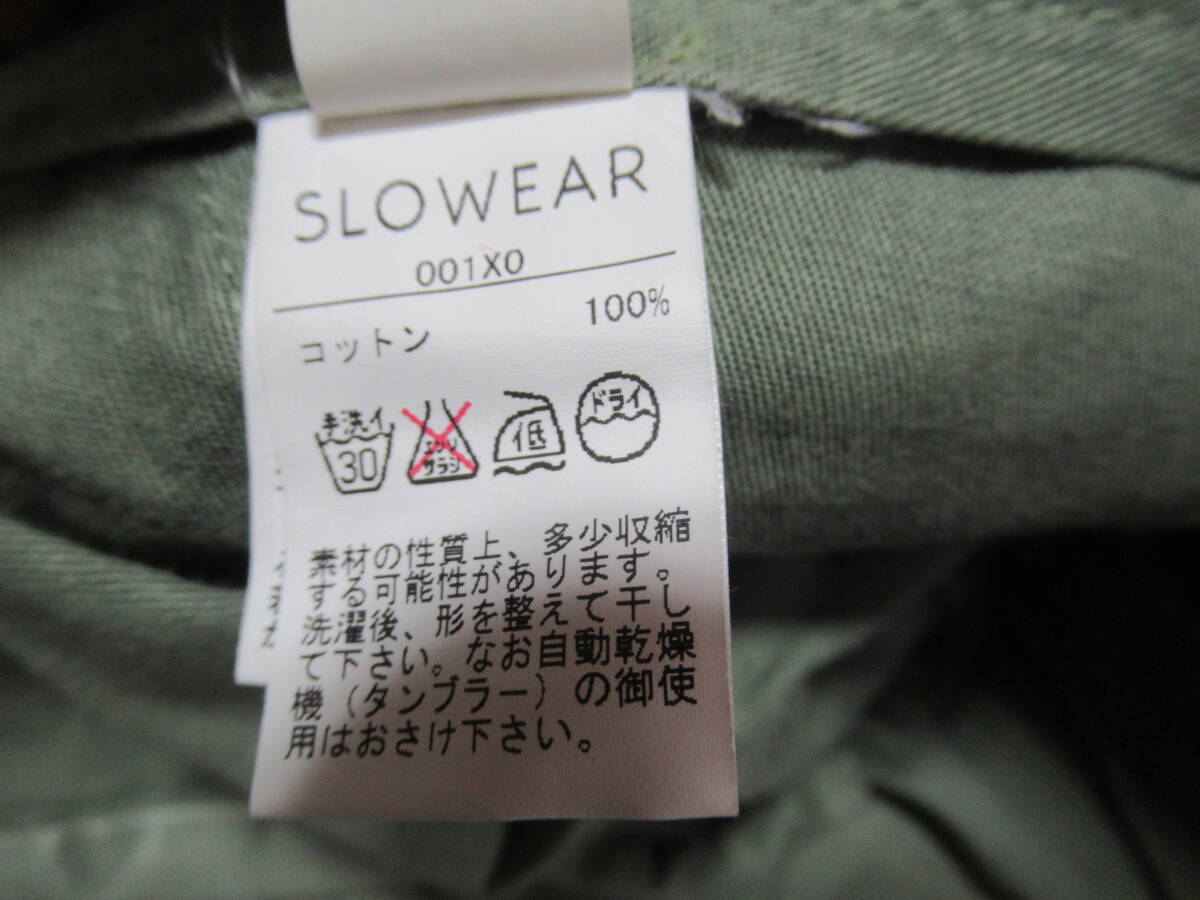 SLOWEAR
001X0
コットン 100%
手洗イ 30
エンソサラシ
低
ドライ
素材の性質上、多少収縮
する可能性があります。
洗濯後、形を整えて干し
て下さい。なお自動乾燥
機（タンブラー）の御使
用はおさけ下さい。